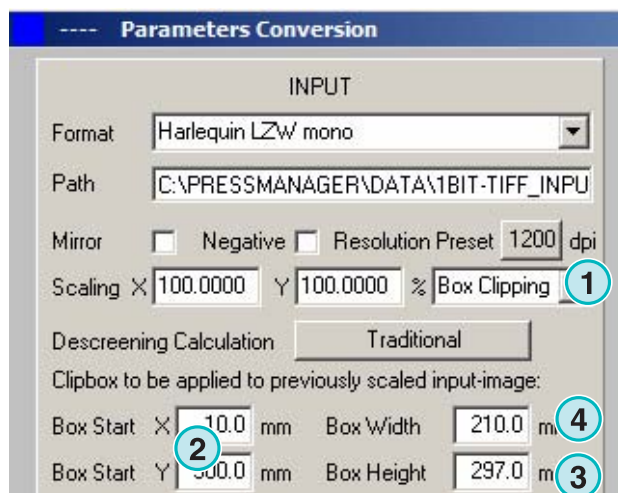 ---- Parameters Conversion
INPUT
Format Harlequin LZW mono
Path C:\PRESSMANAGER\DATA\1BIT-TIFF_INPU
Mirror Negative Resolution Preset 1200 dpi
Scaling X 100.0000 Y 100.0000 % Box Clipping 1
Descreening Calculation Traditional
Clipbox to be applied to previously scaled input-image:
Box Start X 10.0 mm Box Width 210.0 m 4
2
Box Start Y 00.0 mm Box Height 297.0 m 3